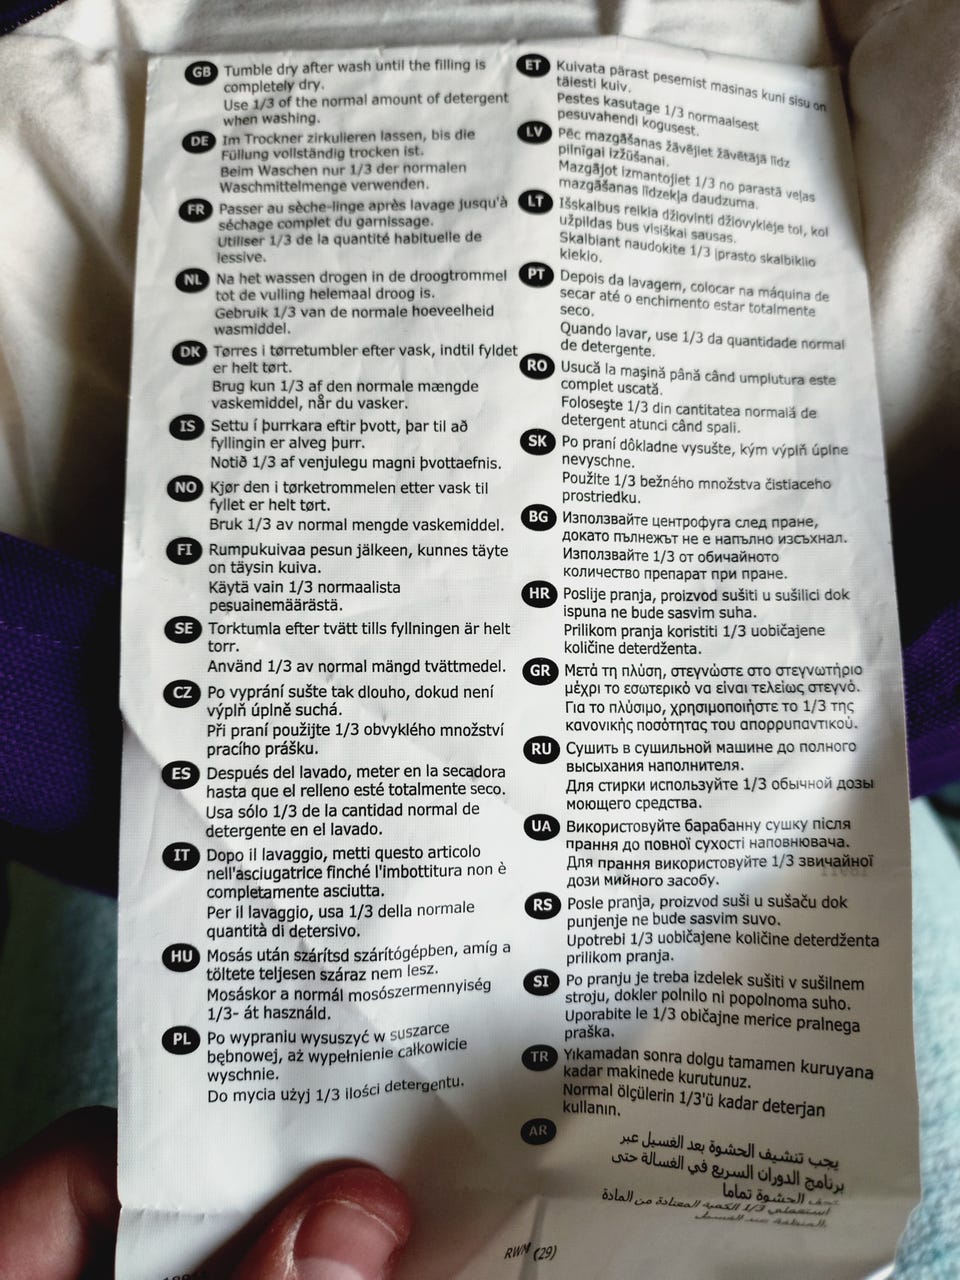 GB Tumble dry after wash until the filling is
completely dry.
Use 1/3 of the normal amount of detergent
when washing.
DE Im Trockner zirkulieren lassen, bis die
Füllung vollständig trocken ist.
Beim Waschen nur 1/3 der normalen
Waschmittelmenge verwenden.
FR Passer au sèche-linge après lavage jusqu'à
séchage complet du garnissage.
Utiliser 1/3 de la quantité habituelle de
lessive.
NL Na het wassen drogen in de droogtrommel
tot de vulling helemaal droog is.
Gebruik 1/3 van de normale hoeveelheid
wasmiddel.
DK Tørres i tørretumbler efter vask, indtil fyldet
er helt tørt.
Brug kun 1/3 af den normale mængde
vaskemiddel, når du vasker.
IS Settu í þurrkara eftir þvott, þar til að
fyllingin er alveg þurr.
Notið 1/3 af venjulegu magni þvottaefnis.
NO Kjør den i tørketrommelen etter vask til
fyllet er helt tørt.
Bruk 1/3 av normal mengde vaskemiddel.
FI Rumpukuivaa pesun jälkeen, kunnes täyte
on täysin kuiva.
Käytä vain 1/3 normaalista
pesuainemäärästä.
SE Torktumla efter tvätt tills fyllningen är helt
torr.
Använd 1/3 av normal mängd tvättmedel.
CZ Po vyprání sušte tak dlouho, dokud není
výplň úplně suchá.
Při praní použijte 1/3 obvyklého množství
pracího prášku.
ES Después del lavado, meter en la secadora
hasta que el relleno esté totalmente seco.
Usa sólo 1/3 de la cantidad normal de
detergente en el lavado.
IT Dopo il lavaggio, metti questo articolo
nell'asciugatrice finché l'imbottitura non è
completamente asciutta.
Per il lavaggio, usa 1/3 della normale
quantità di detersivo.
HU Mosás után szárítsd szárítógépben, amíg a
töltete teljesen száraz nem lesz.
Mosáskor a normál mosószermennyiség
1/3- át használd.
PL Po wypraniu wysuszyć w suszarce
bębnowej, aż wypełnienie całkowicie
wyschnie.
Do mycia użyj 1/3 ilości detergentu.
ET Kuivata pärast pesemist masinas kuni sisu on
täiesti kuiv.
Pestes kasutage 1/3 normaalsest
pesuvahendi kogusest.
LV Pēc mazgāšanas žāvējiet žāvētājā līdz
pilnīgai izžūšanai.
Mazgājot izmantojiet 1/3 no parastā veļas
mazgāšanas līdzekļa daudzuma.
LT Išskalbus reikia džiovinti džiovyklėje tol, kol
užpildas bus visiškai sausas.
Skalbiant naudokite 1/3 įprasto skalbiklio
kiekio.
PT Depois da lavagem, colocar na máquina de
secar até o enchimento estar totalmente
seco.
Quando lavar, use 1/3 da quantidade normal
de detergente.
RO Usucă la maşină până când umplutura este
complet uscată.
Foloseşte 1/3 din cantitatea normală de
detergent atunci când speli.
SK Po praní dôkladne vysušte, kým výplň úplne
nevyschne.
Použite 1/3 bežného množstva čistiaceho
prostriedku.
BG Използвайте центрофуга след пране,
докато пълнежът не е напълно изсъхнал.
Използвайте 1/3 от обичайното
количество препарат при пране.
HR Poslije pranja, proizvod sušiti u sušilici dok
ispuna ne bude sasvim suha.
Prilikom pranja koristiti 1/3 uobičajene
količine deterdženta.
GR Μετά τη πλύση, στεγνώστε στο στεγνωτήριο
μέχρι το εσωτερικό να είναι τελείως στεγνό.
Για το πλύσιμο, χρησιμοποιήστε το 1/3 της
κανονικής ποσότητας του απορρυπαντικού.
RU Сушить в сушильной машине до полного
высыхания наполнителя.
Для стирки используйте 1/3 обычной дозы
моющего средства.
UA Використовуйте барабанну сушку після
прання до повної сухості наповнювача.
Для прання використовуйте 1/3 звичайної
дози мийного засобу.
RS Posle pranja, proizvod suši u sušaču dok
punjenje ne bude sasvim suvo.
Upotrebi 1/3 uobičajene količine deterdženta
prilikom pranja.
SI Po pranju je treba izdelek sušiti v sušilnem
stroju, dokler polnilo ni popolnoma suho.
Uporabite le 1/3 običajne merice pralnega
praška.
TR Yıkamadan sonra dolgu tamamen kuruyana
kadar makinede kurutunuz.
Normal ölçülerin 1/3'ü kadar deterjan
kullanın.
AR يجب تنشيف الحشوة بعد الغسيل عبر
برنامج الدوران السريع في الغسالة حتى
الحشوة تماما
استعملي 1/3 الكمية المعتادة من المادة
RWM (29)